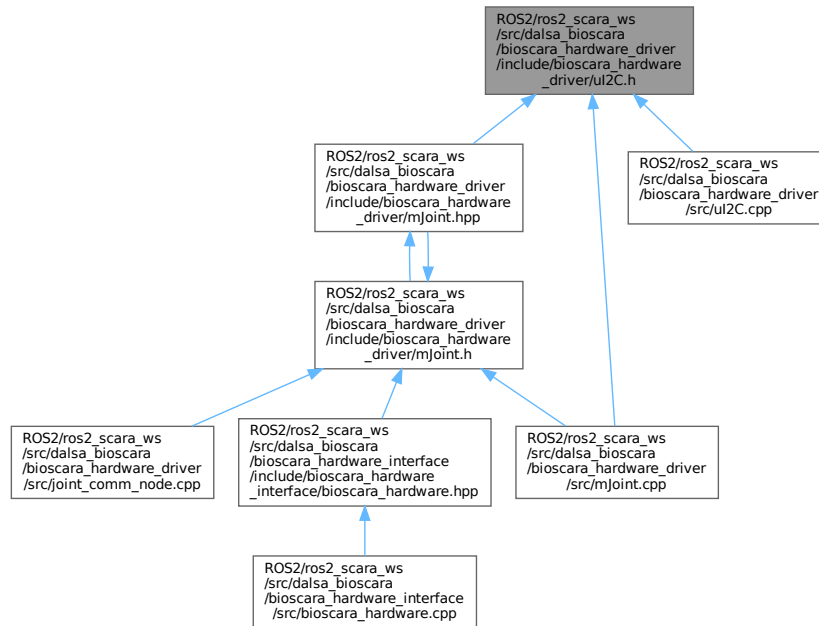 ROS2/ros2_scara_ws
/src/dalsa_bioscara
/bioscara_hardware_driver
/include/bioscara_hardware
_driver/uI2C.h
ROS2/ros2_scara_ws
/src/dalsa_bioscara
/bioscara_hardware_driver
/include/bioscara_hardware
_driver/mJoint.hpp
ROS2/ros2_scara_ws
/src/dalsa_bioscara
/bioscara_hardware_driver
/src/uI2C.cpp
ROS2/ros2_scara_ws
/src/dalsa_bioscara
/bioscara_hardware_driver
/include/bioscara_hardware
_driver/mJoint.h
ROS2/ros2_scara_ws
/src/dalsa_bioscara
/bioscara_hardware_driver
/src/joint_comm_node.cpp
ROS2/ros2_scara_ws
/src/dalsa_bioscara
/bioscara_hardware_interface
/include/bioscara_hardware
_interface/bioscara_hardware.hpp
ROS2/ros2_scara_ws
/src/dalsa_bioscara
/bioscara_hardware_driver
/src/mJoint.cpp
ROS2/ros2_scara_ws
/src/dalsa_bioscara
/bioscara_hardware_interface
/src/bioscara_hardware.cpp